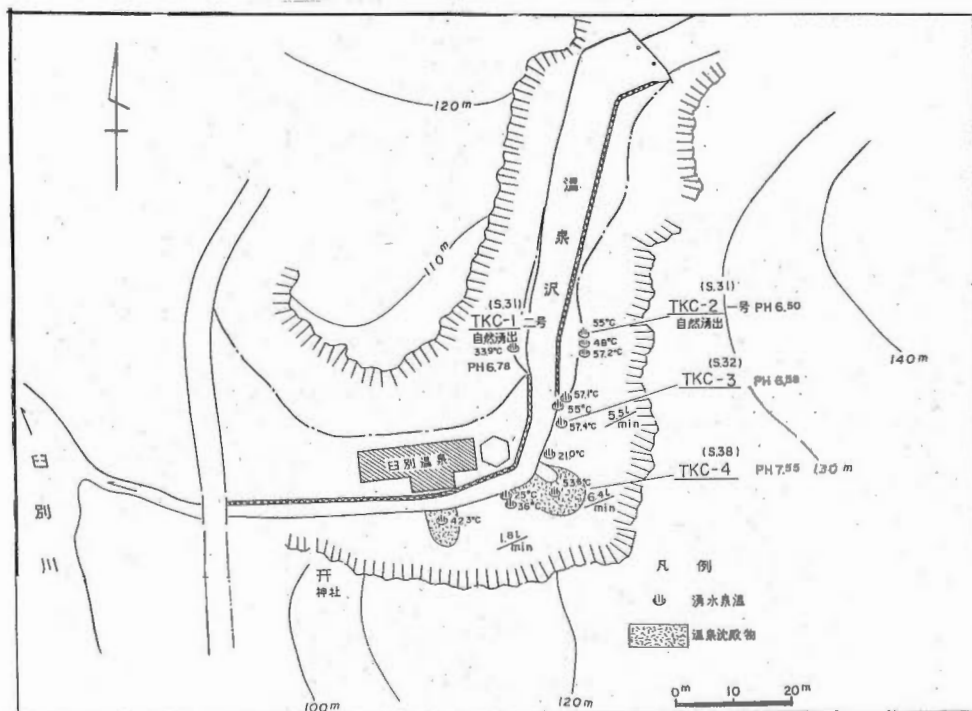 120m
110m
温
泉
沢
(S.31)
TKC-1 二号
自然湧出
33.9°C
PH 6.78
(S.31)
TKC-2 一号 PH 6.50
自然湧出
55°C
48°C
57.2°C
(S.32)
TKC-3 PH 6.58
57.1°C
55°C
57.4°C
5.5ℓ
min
140m
21.9°C
(S.38)
TKC-4 PH 7.55
130m
臼別温泉
6.4ℓ
min
25°C
36°C
42.3°C
1.8ℓ
min
臼
別
川
神社
凡例
湧水泉温
温泉沈殿物
0m 10 20m
100m
120m